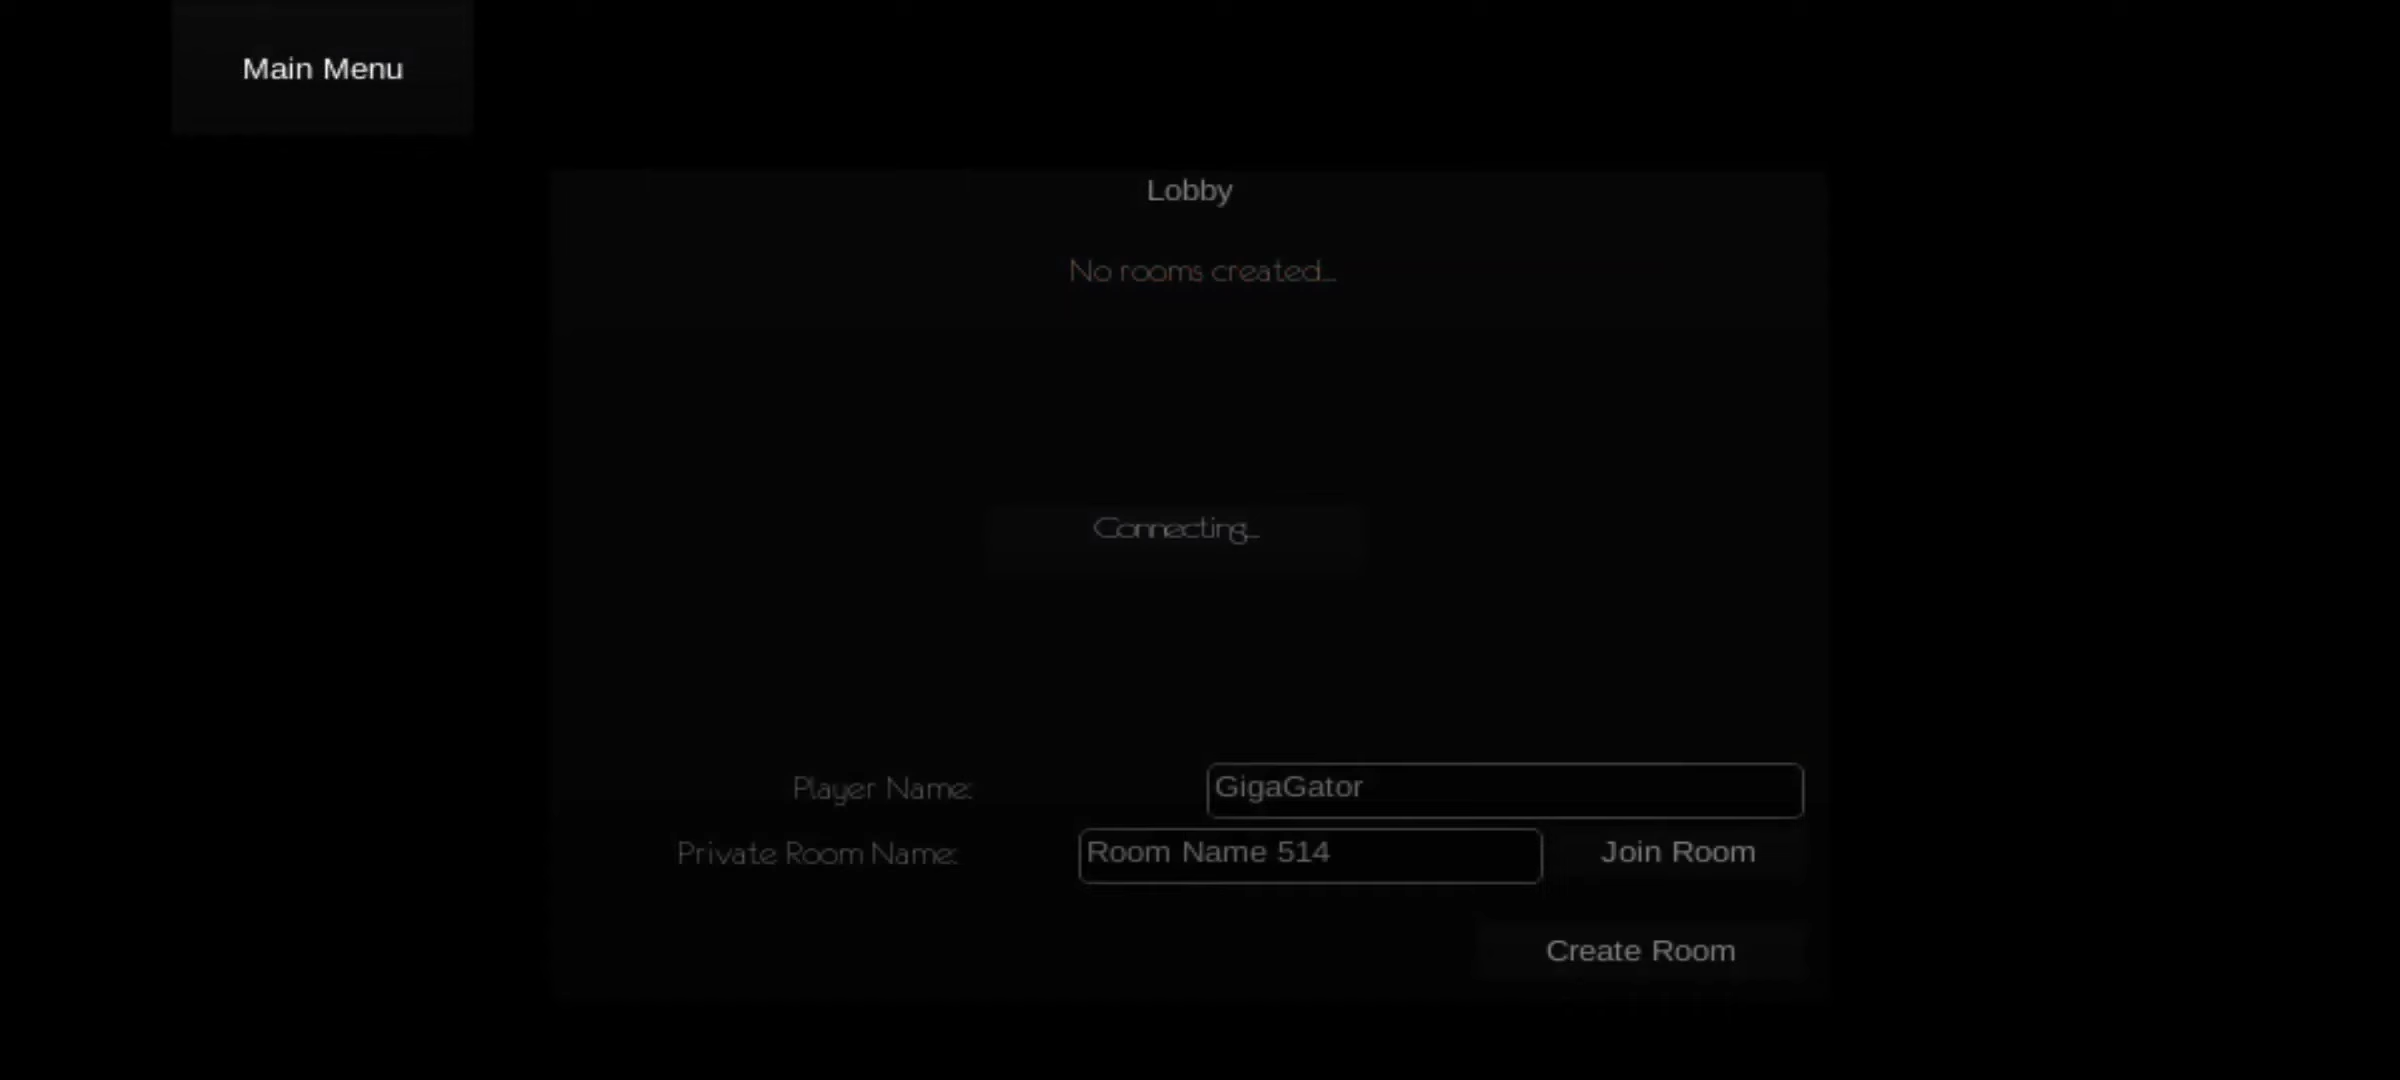 Main Menu
Lobby
No rooms created...
Connecting...
Player Name:
GigaGator
Private Room Name:
Room Name 514
Join Room
Create Room